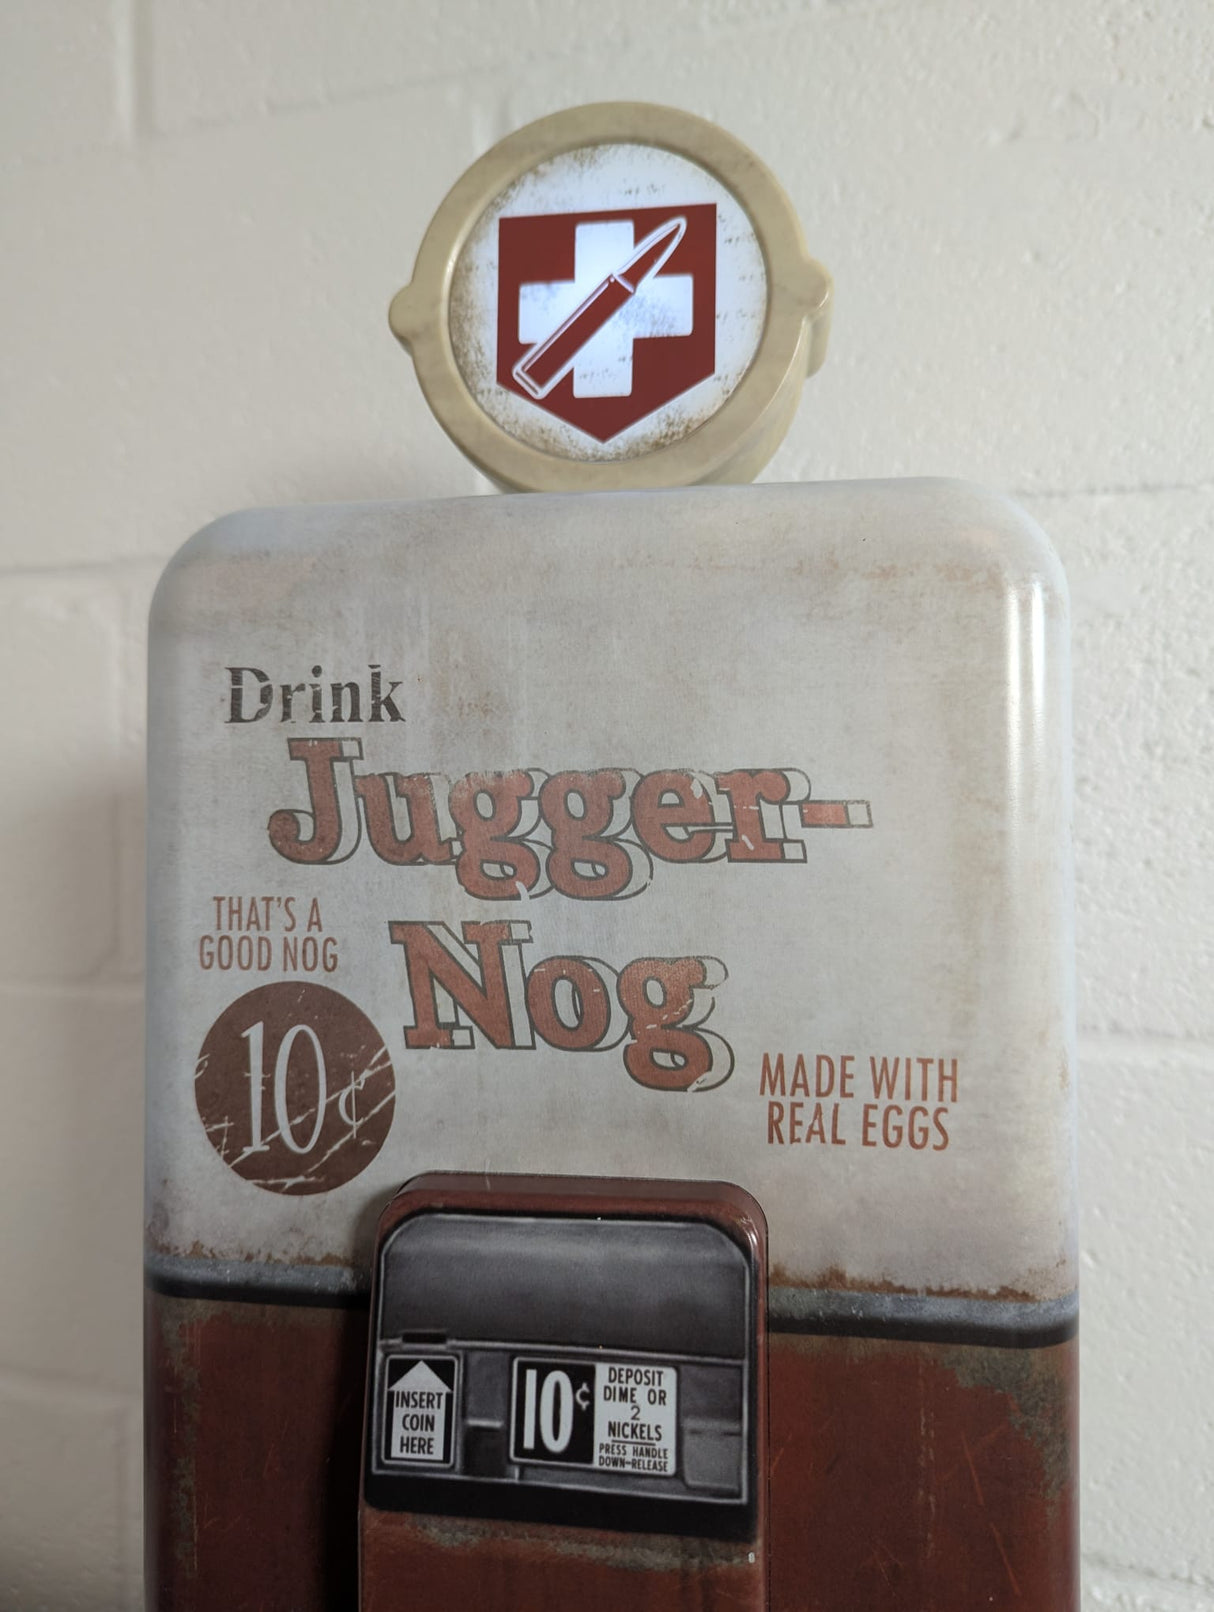 Drink
Jugger-
Nog
THAT'S A
GOOD NOG
10¢
MADE WITH
REAL EGGS
INSERT
COIN
HERE
10¢
DEPOSIT
DIME OR
2
NICKELS
PRESS HANDLE
DOWN-RELEASE